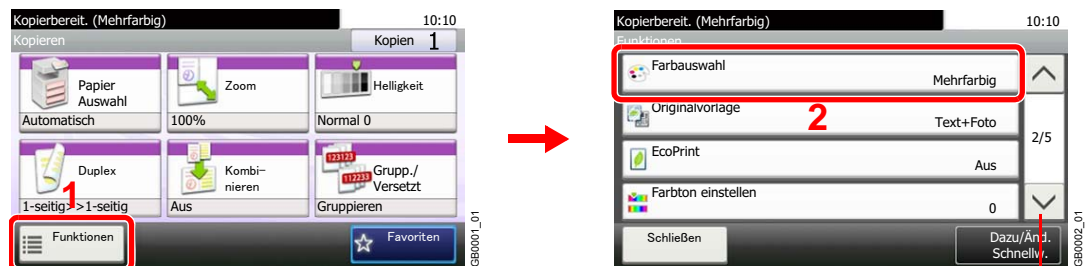 Kopierbereit. (Mehrfarbig)
10:10
Kopieren
Kopien 1
Papier
Auswahl
Automatisch
Zoom
100%
Helligkeit
Normal 0
Duplex
1
1-seitig>>1-seitig
Kombi-
nieren
Aus
123123
112233
Grupp./
Versetzt
Gruppieren
Funktionen
Favoriten
GB0001_01
Kopierbereit. (Mehrfarbig)
10:10
Funktionen
Farbauswahl
Mehrfarbig
Originalvorlage
2
Text+Foto
2/5
EcoPrint
Aus
Farbton einstellen
0
Schließen
Dazu/Änd.
Schnellw.
GB0002_01